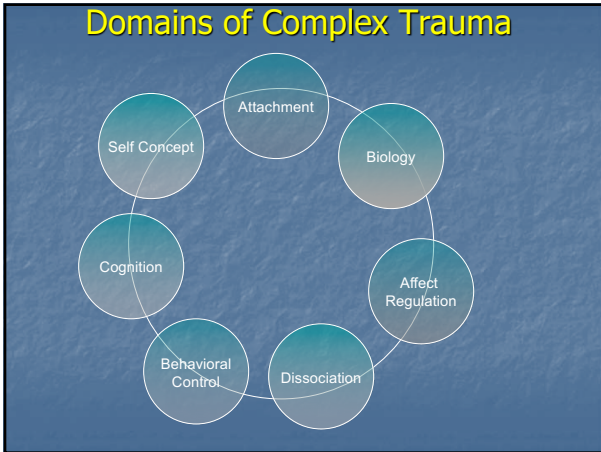 Domains of Complex Trauma
Attachment
Biology
Affect
Regulation
Dissociation
Behavioral
Control
Cognition
Self Concept